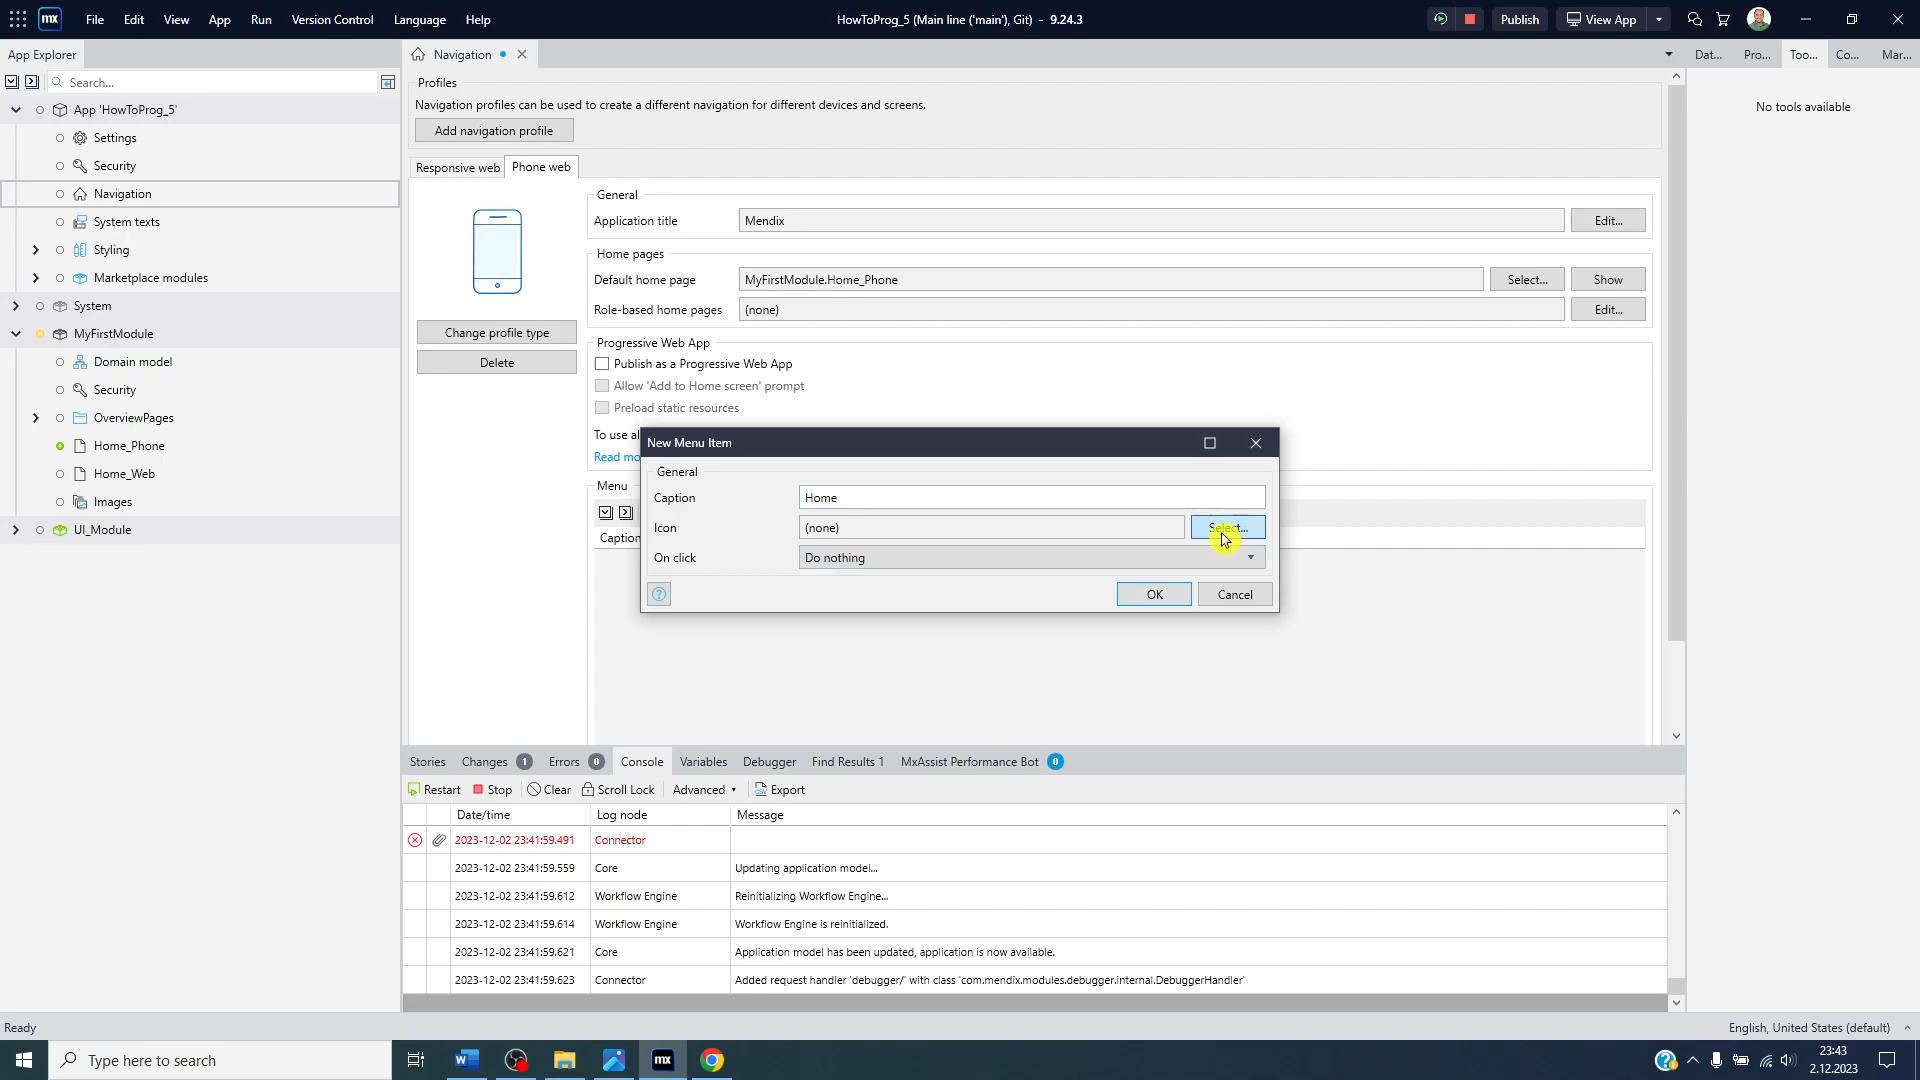 mx File Edit View App Run Version Control Language Help HowToProg_5 (Main line ('main'), Git) - 9.24.3 Publish View App
App Explorer Navigation Dat... Pro... Too... Co... Mar...
Search...
Profiles
Navigation profiles can be used to create a different navigation for different devices and screens.
Add navigation profile
No tools available
App 'HowToProg_5'
Settings
Security
Navigation
System texts
Styling
Marketplace modules
System
MyFirstModule
Domain model
Security
OverviewPages
Home_Phone
Home_Web
Images
UI_Module
Responsive web Phone web
Change profile type
Delete
General
Application title Mendix Edit...
Home pages
Default home page MyFirstModule.Home_Phone Select... Show
Role-based home pages (none) Edit...
Progressive Web App
Publish as a Progressive Web App
Allow 'Add to Home screen' prompt
Preload static resources
To use al
Read mo
Menu
Caption
New Menu Item
General
Caption Home
Icon (none) Select...
On click Do nothing
? OK Cancel
Stories Changes 1 Errors 0 Console Variables Debugger Find Results 1 MxAssist Performance Bot 0
Restart Stop Clear Scroll Lock Advanced Export
Date/time Log node Message
2023-12-02 23:41:59.491 Connector
2023-12-02 23:41:59.559 Core Updating application model...
2023-12-02 23:41:59.612 Workflow Engine Reinitializing Workflow Engine...
2023-12-02 23:41:59.614 Workflow Engine Workflow Engine is reinitialized.
2023-12-02 23:41:59.621 Core Application model has been updated, application is now available.
2023-12-02 23:41:59.623 Connector Added request handler 'debugger/' with class 'com.mendix.modules.debugger.internal.DebuggerHandler'
Ready English, United States (default)
Type here to search W mx ? 23:43
2.12.2023